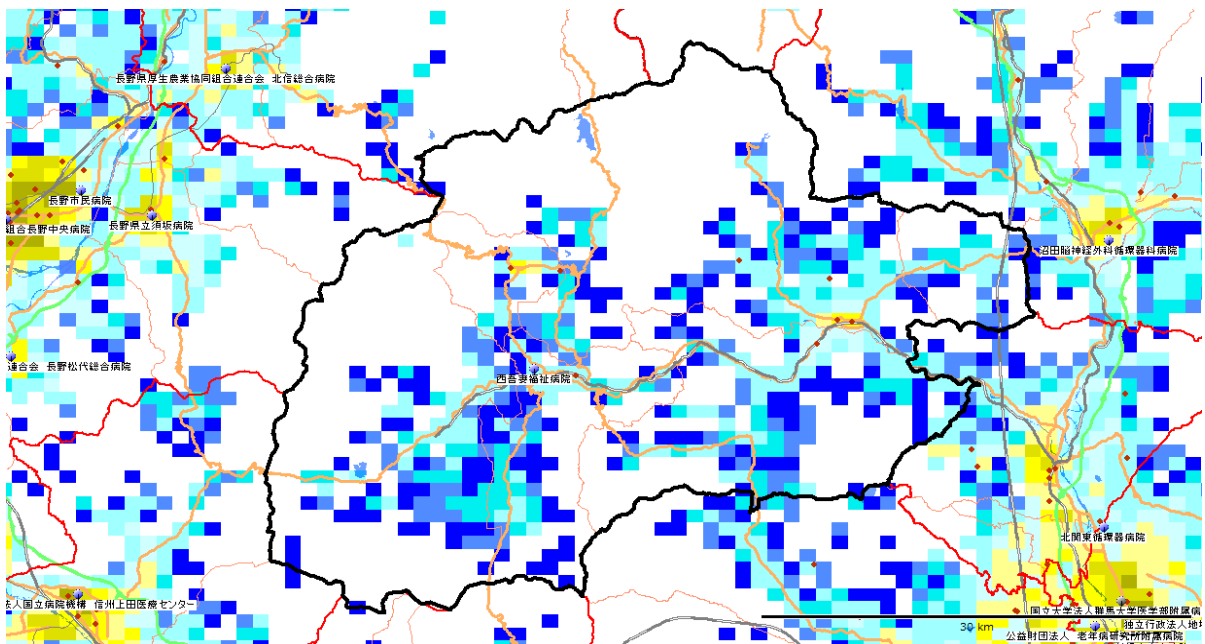 長野県厚生農業協同組合連合会 北信総合病院
長野市民病院
組合長野中央病院
長野県立須坂病院
沼田脳神経外科循環器科病院
連合会 長野松代総合病院
西吾妻福祉病院
北関東循環器病院
法人国立病院機構 信州上田医療センター
国立大学法人群馬大学医学部附属病
30 km
独立行政法人地域
公益財団法人 老年病研究所附属病院